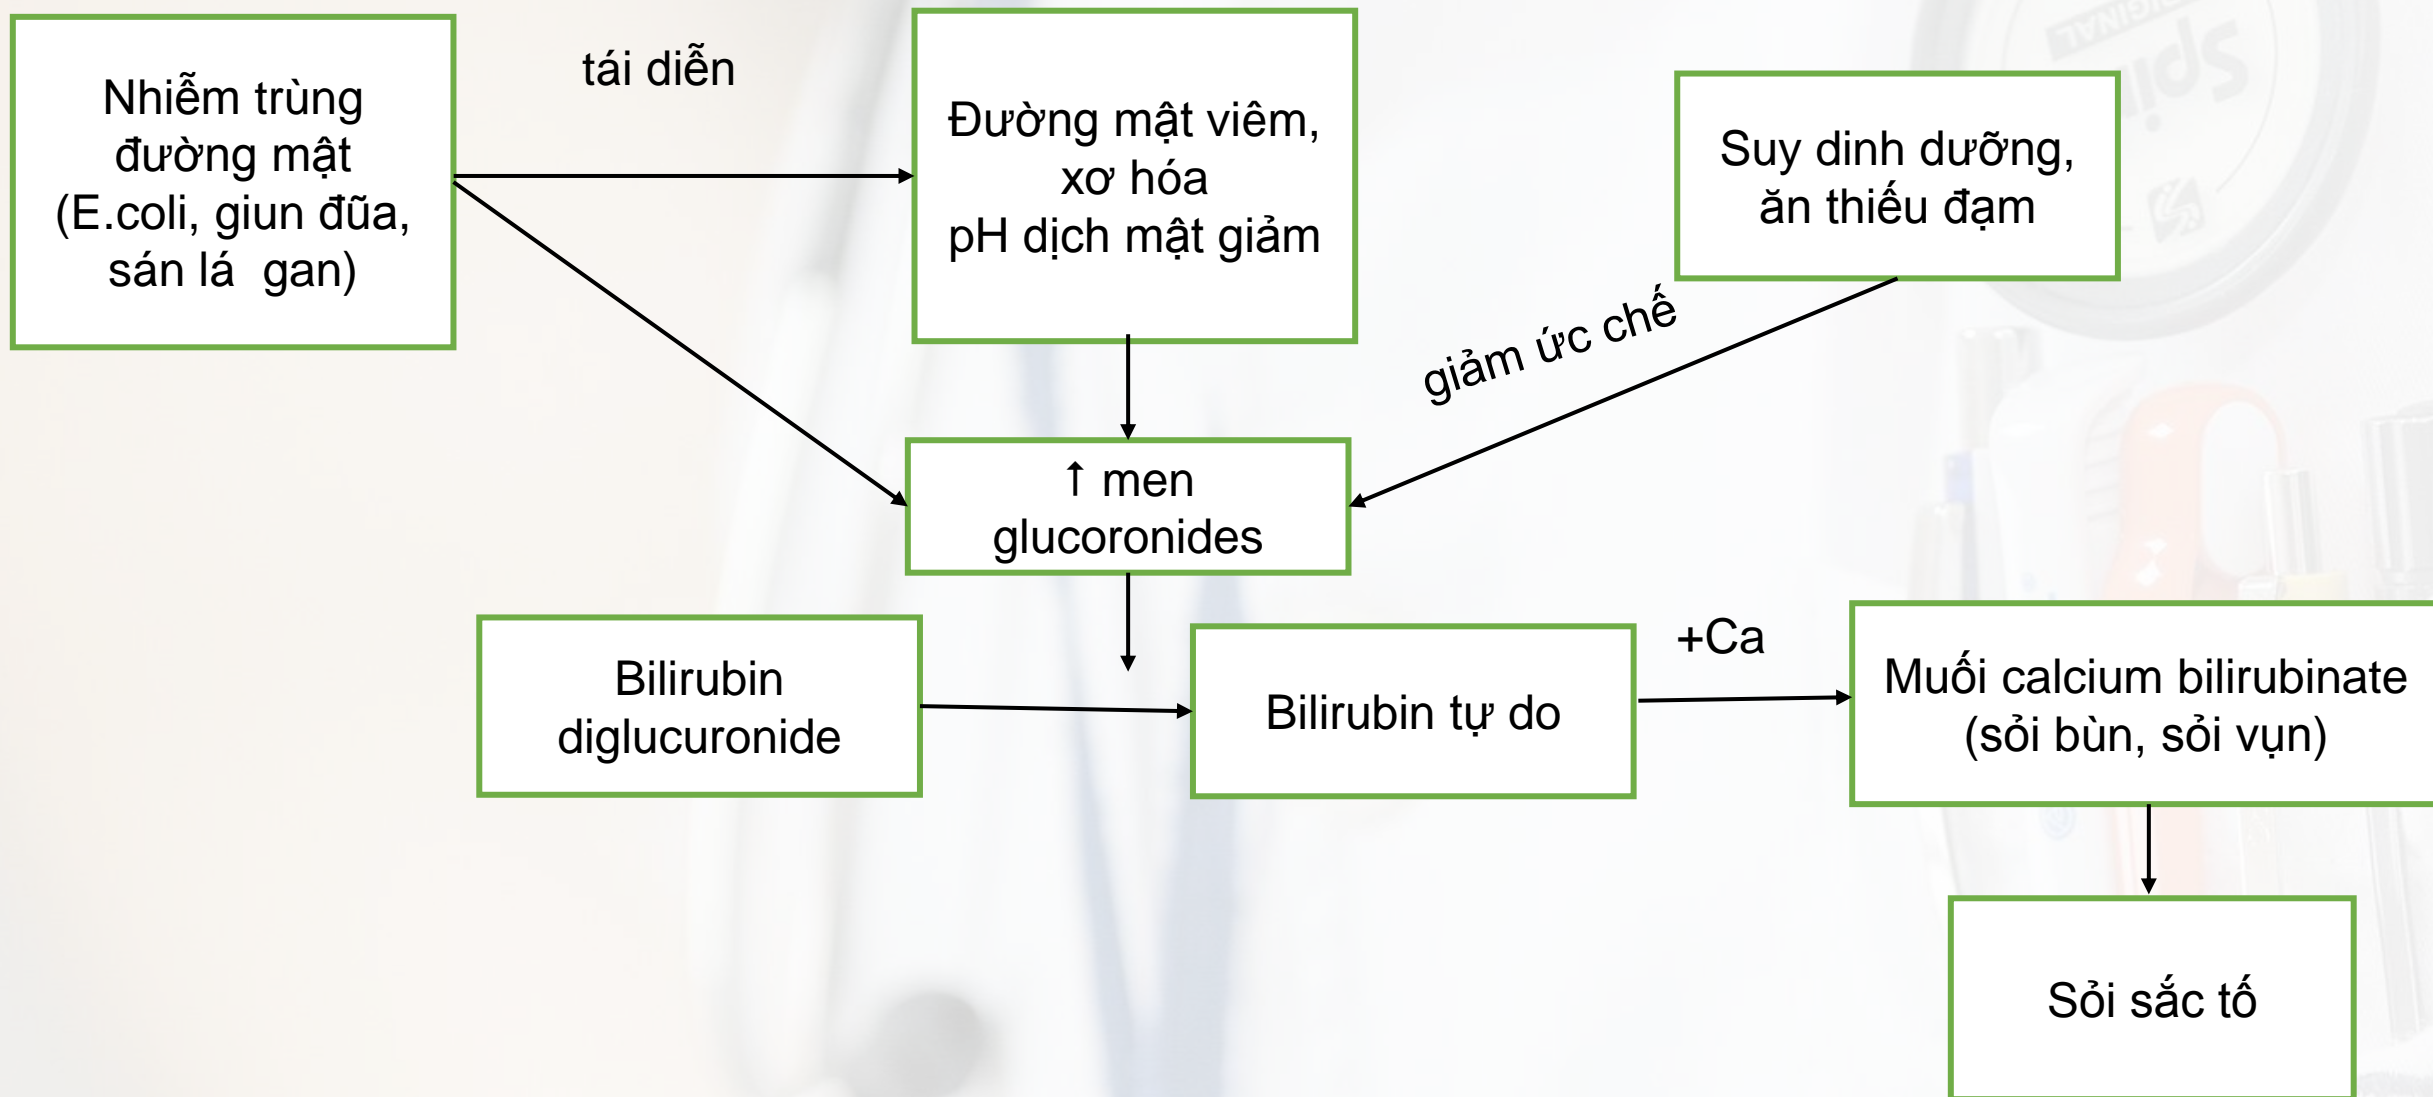 Nhiễm trùng
đường mật
(E.coli, giun đũa,
sán lá gan)
tái diễn
Đường mật viêm,
xơ hóa
pH dịch mật giảm
Suy dinh dưỡng,
ăn thiếu đạm
giảm ức chế
↑ men
glucoronides
Bilirubin
diglucuronide
Bilirubin tự do
+Ca
Muối calcium bilirubinate
(sỏi bùn, sỏi vụn)
Sỏi sắc tố